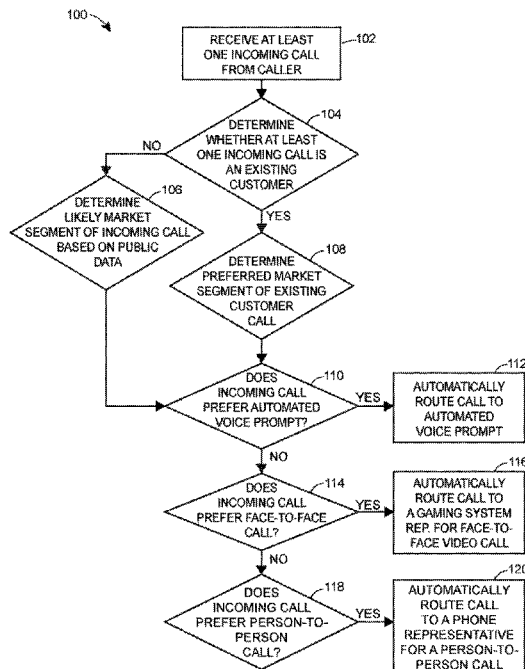 100
RECEIVE AT LEAST
ONE INCOMING CALL
FROM CALLER
102
104
DETERMINE
WHETHER AT LEAST
ONE INCOMING CALL IS
AN EXISTING
CUSTOMER
NO
YES
106
DETERMINE
LIKELY MARKET
SEGMENT OF INCOMING CALL
BASED ON PUBLIC
DATA
108
DETERMINE
PREFERRED MARKET
SEGMENT OF EXISTING
CUSTOMER
CALL
110
DOES
INCOMING CALL
PREFER AUTOMATED
VOICE PROMPT?
YES
NO
112
AUTOMATICALLY
ROUTE CALL TO
AUTOMATED
VOICE PROMPT
114
DOES
INCOMING CALL
PREFER FACE-TO-FACE
CALL?
YES
NO
116
AUTOMATICALLY
ROUTE CALL TO
A GAMING SYSTEM
REP. FOR FACE-TO-
FACE VIDEO CALL
118
DOES
INCOMING CALL
PREFER PERSON-TO-
PERSON
CALL?
YES
120
AUTOMATICALLY
ROUTE CALL
TO A PHONE
REPRESENTATIVE
FOR A PERSON-TO-
PERSON CALL